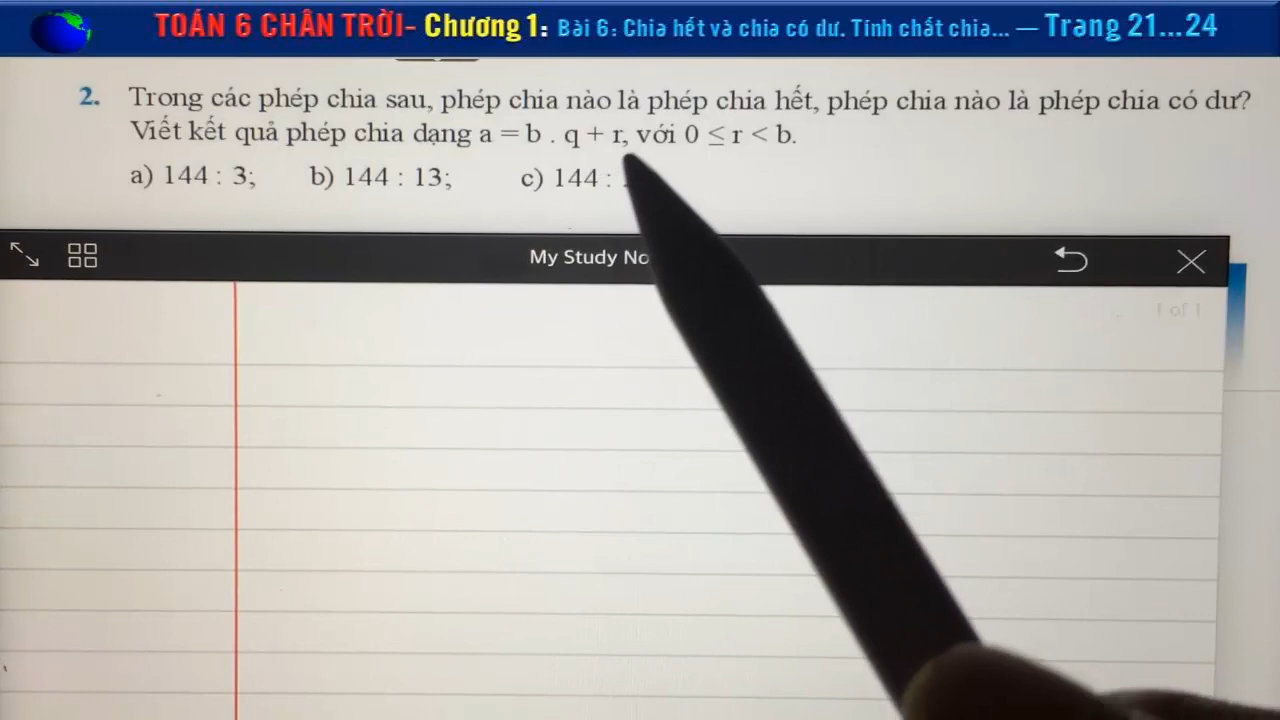 TOÁN 6 CHÂN TRỜI- Chương 1: Bài 6: Chia hết và chia có dư. Tính chất chia... — Trang 21...24
2. Trong các phép chia sau, phép chia nào là phép chia hết, phép chia nào là phép chia có dư?
Viết kết quả phép chia dạng a = b . q + r, với 0 ≤ r < b.
a) 144 : 3; b) 144 : 13; c) 144 :
My Study No
1 of 1